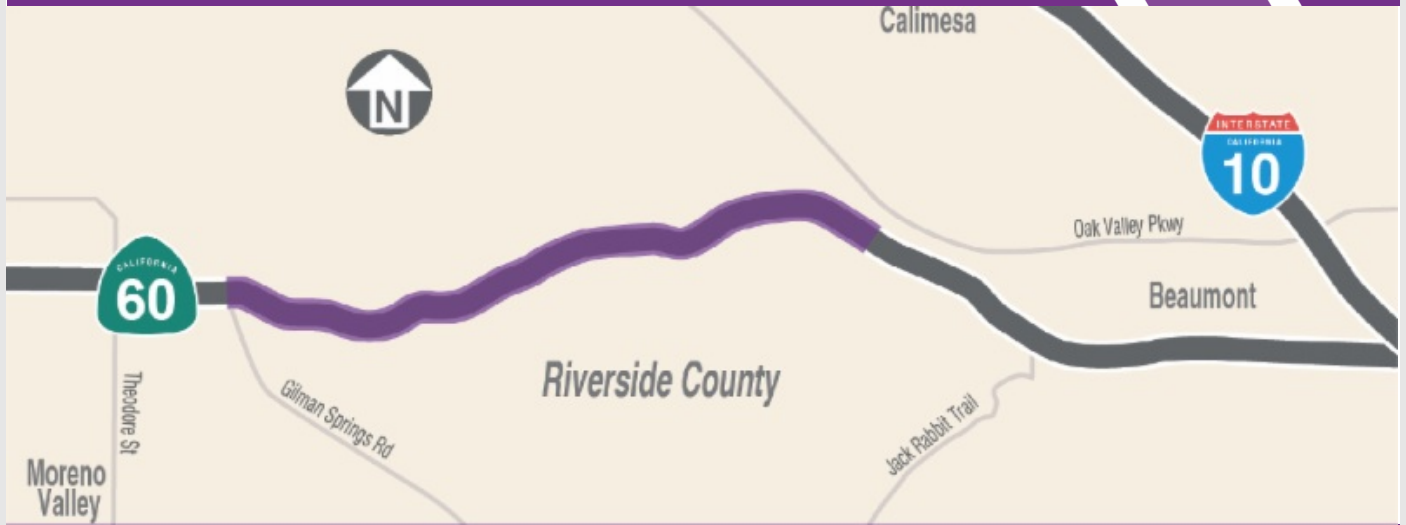 Calimesa
N
INTERSTATE
CALIFORNIA
10
Oak Valley Pkwy
CALIFORNIA
60
Beaumont
Riverside County
Theodore St
Gilman Springs Rd
Jack Rabbit Trail
Moreno
Valley